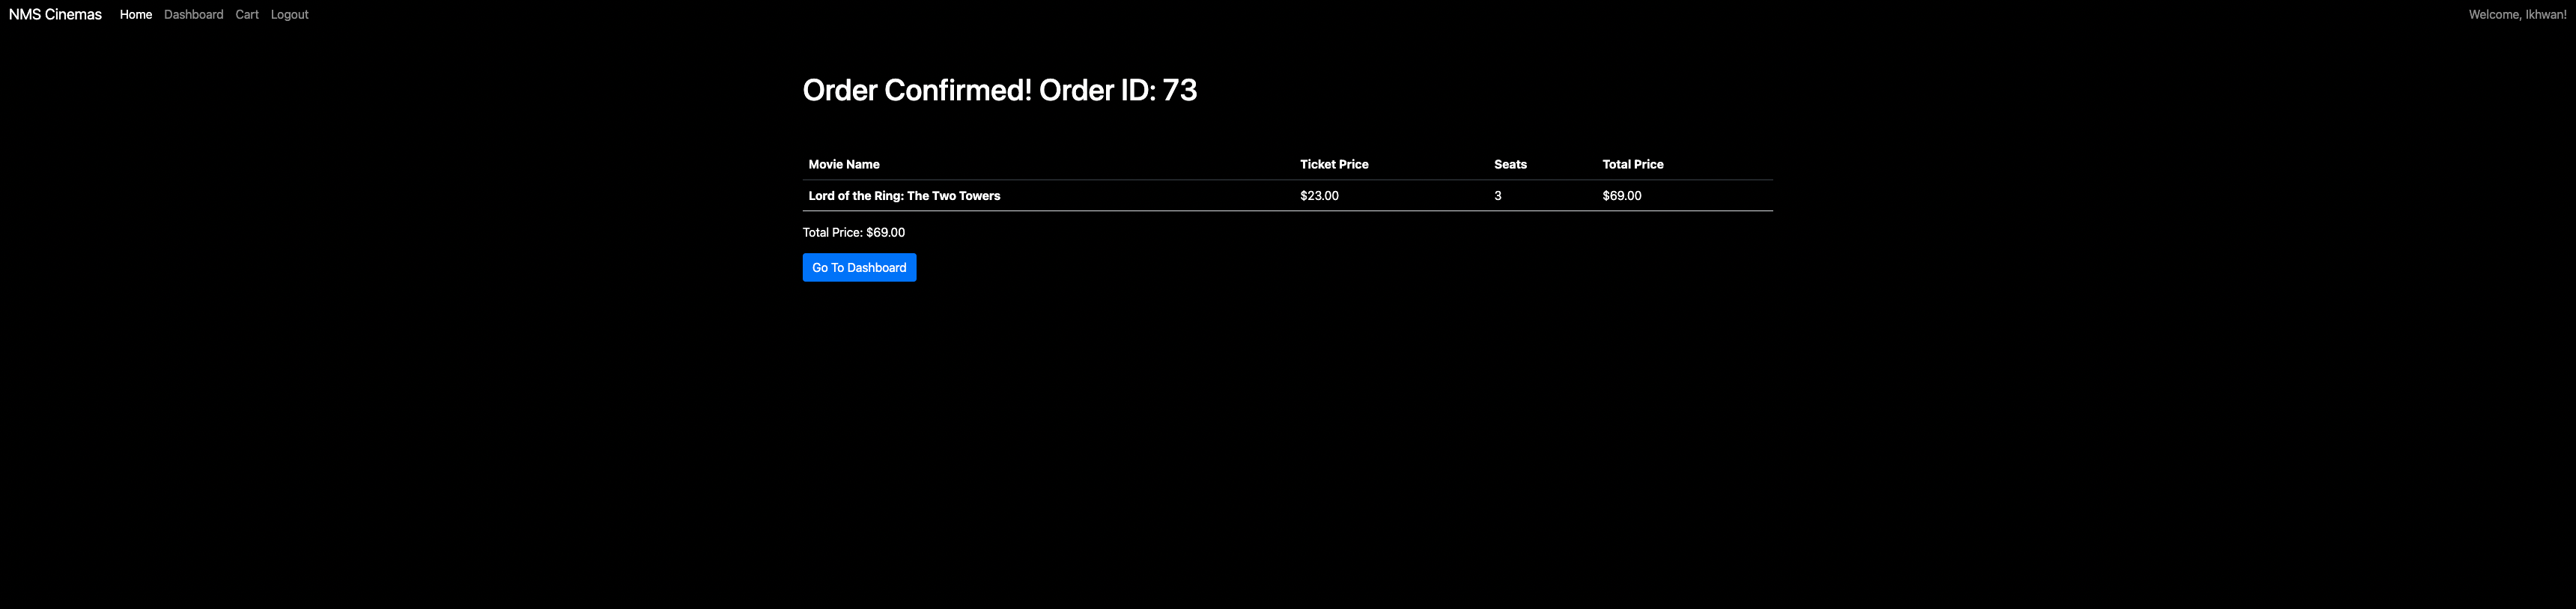 NMS Cinemas Home Dashboard Cart Logout Welcome, Ikhwan!
Order Confirmed! Order ID: 73
Movie Name Ticket Price Seats Total Price
Lord of the Ring: The Two Towers $23.00 3 $69.00
Total Price: $69.00
Go To Dashboard